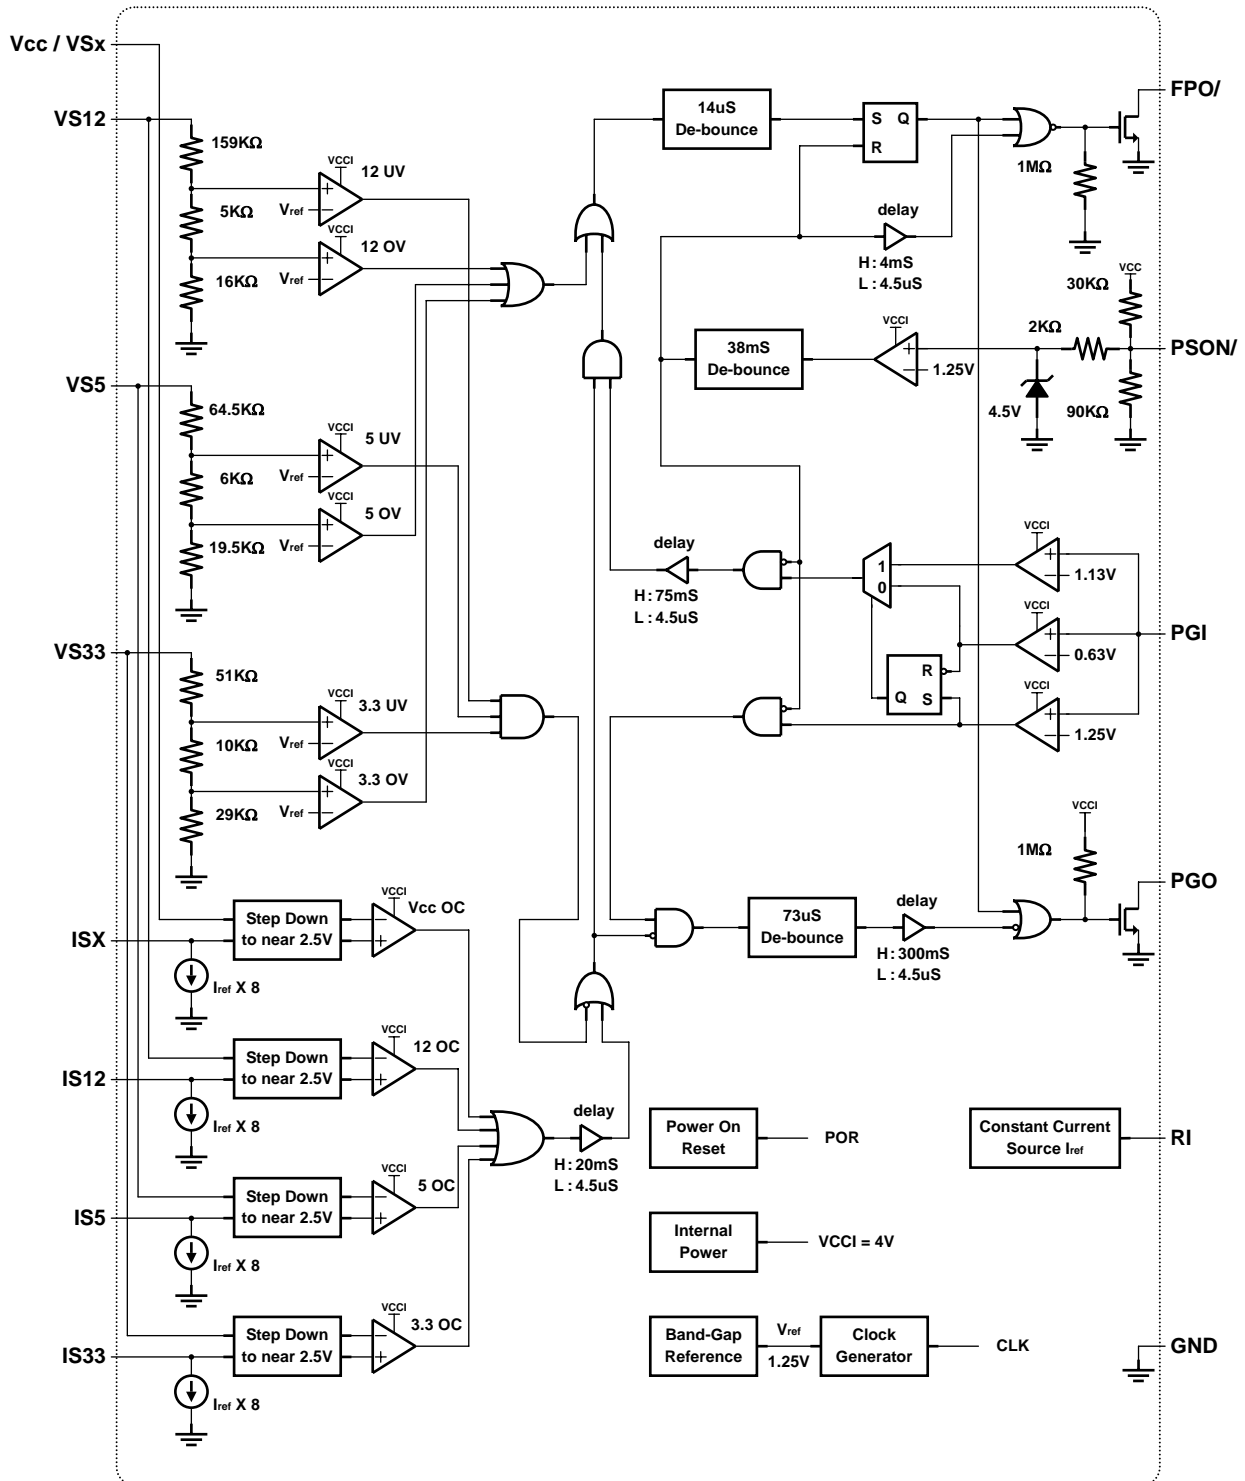 Vcc / VSx
VS12
159KΩ
5KΩ
16KΩ
VCCI
12 UV
Vref
VCCI
12 OV
Vref
VS5
64.5KΩ
6KΩ
19.5KΩ
VCCI
5 UV
Vref
VCCI
5 OV
Vref
VS33
51KΩ
10KΩ
29KΩ
VCCI
3.3 UV
Vref
VCCI
3.3 OV
Vref
ISX
Step Down
to near 2.5V
VCCI
Vcc OC
Iref X 8
IS12
Step Down
to near 2.5V
VCCI
12 OC
Iref X 8
IS5
Step Down
to near 2.5V
VCCI
5 OC
Iref X 8
IS33
Step Down
to near 2.5V
VCCI
3.3 OC
Iref X 8
delay
H : 20mS
L : 4.5uS
14uS
De-bounce
S Q
R
delay
H : 4mS
L : 4.5uS
1MΩ
FPO/
38mS
De-bounce
VCCI
1.25V
VCC
30KΩ
2KΩ
4.5V
90KΩ
PSON/
delay
H : 75mS
L : 4.5uS
1
0
VCCI
1.13V
VCCI
0.63V
VCCI
1.25V
R
Q S
PGI
73uS
De-bounce
delay
H : 300mS
L : 4.5uS
VCCI
1MΩ
PGO
Power On
Reset
POR
Constant Current
Source Iref
RI
Internal
Power
VCCI = 4V
Band-Gap
Reference
Vref
1.25V
Clock
Generator
CLK
GND